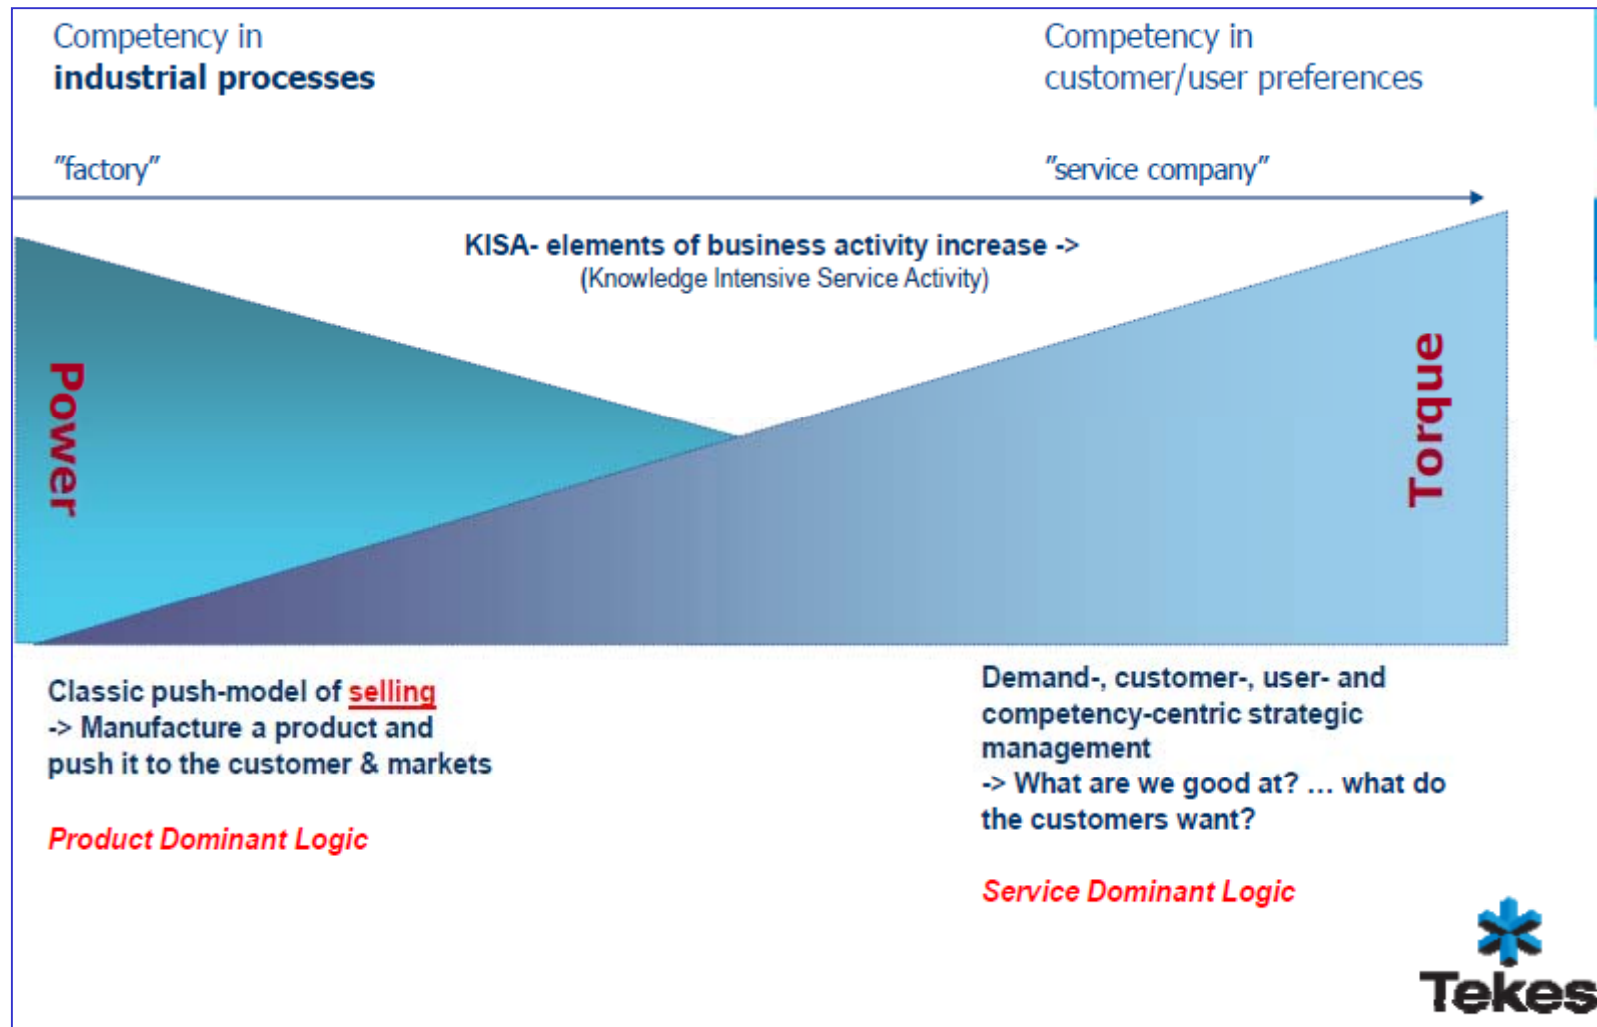 Competency in
industrial processes
Competency in
customer/user preferences
"factory"
"service company"
KISA- elements of business activity increase ->
(Knowledge Intensive Service Activity)
Power
Torque
Classic push-model of selling
-> Manufacture a product and
push it to the customer & markets
Product Dominant Logic
Demand-, customer-, user- and
competency-centric strategic
management
-> What are we good at? ... what do
the customers want?
Service Dominant Logic
Tekes